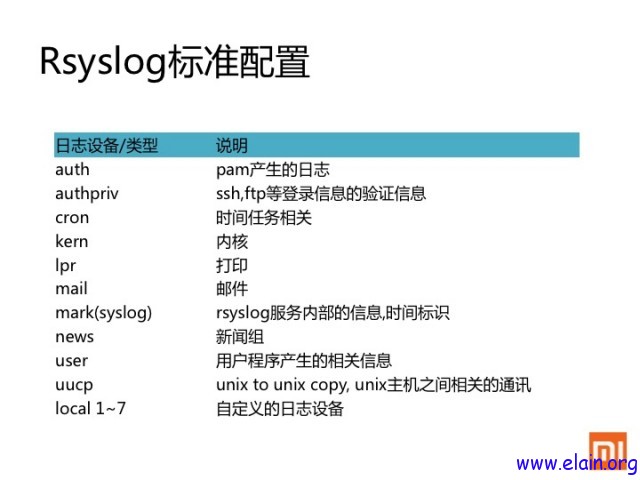 Rsyslog标准配置
日志设备/类型 说明
auth pam产生的日志
authpriv ssh,ftp等登录信息的验证信息
cron 时间任务相关
kern 内核
lpr 打印
mail 邮件
mark(syslog) rsyslog服务内部的信息,时间标识
news 新闻组
user 用户程序产生的相关信息
uucp unix to unix copy, unix主机之间相关的通讯
local 1~7 自定义的日志设备
MI
www.elain.org